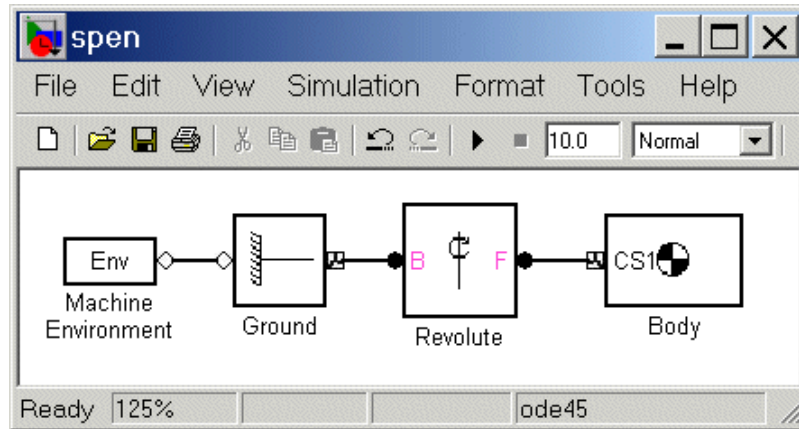 spen
File Edit View Simulation Format Tools Help
10.0 Normal
Env B F CS1
Machine
Environment
Ground
Revolute
Body
Ready 125% ode45